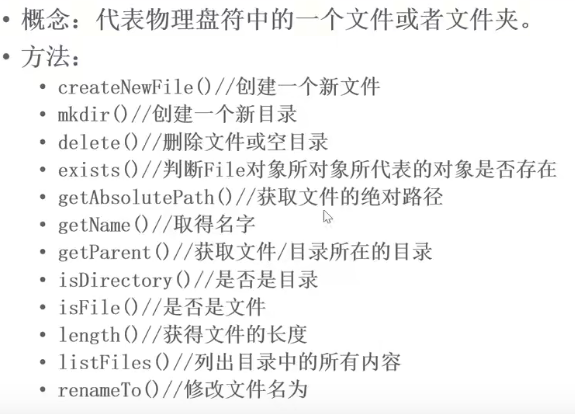 • 概念：代表物理盘符中的一个文件或者文件夹。
• 方法：
• createNewFile()//创建一个新文件
• mkdir()//创建一个新目录
• delete()//删除文件或空目录
• exists()//判断File对象所对象所代表的对象是否存在
• getAbsolutePath()//获取文件的绝对路径
• getName()//取得名字
• getParent()//获取文件/目录所在的目录
• isDirectory()//是否是目录
• isFile()//是否是文件
• length()//获得文件的长度
• listFiles()//列出目录中的所有内容
• renameTo()//修改文件名为